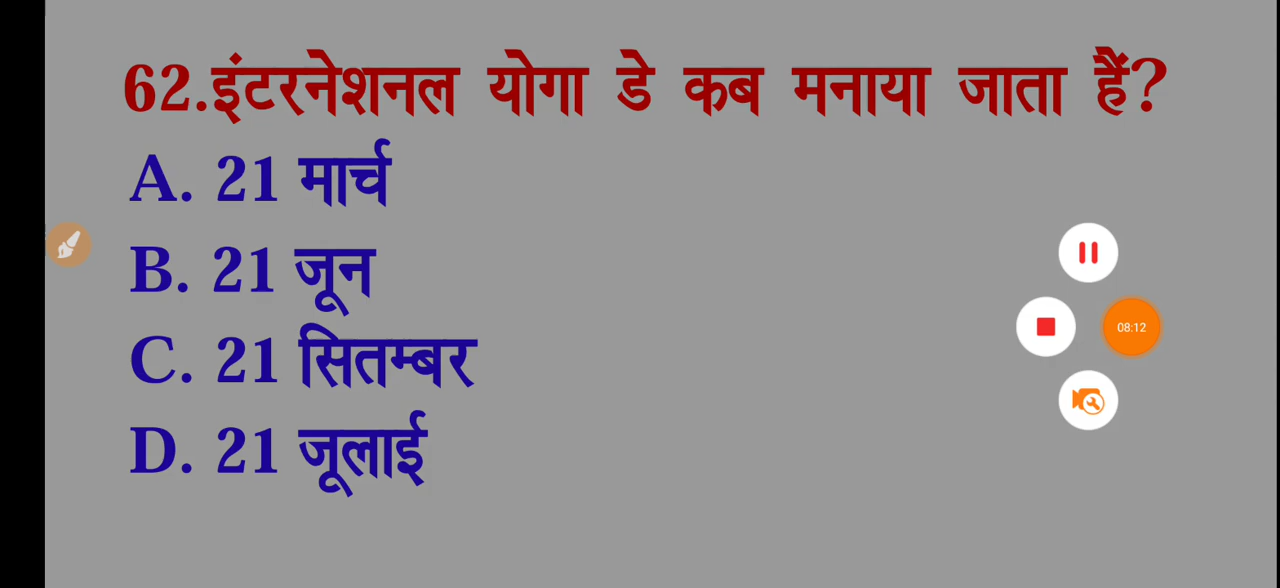 62.इंटरनेशनल योगा डे कब मनाया जाता हैं?
A. 21 मार्च
B. 21 जून
C. 21 सितम्बर
D. 21 जूलाई
08:12